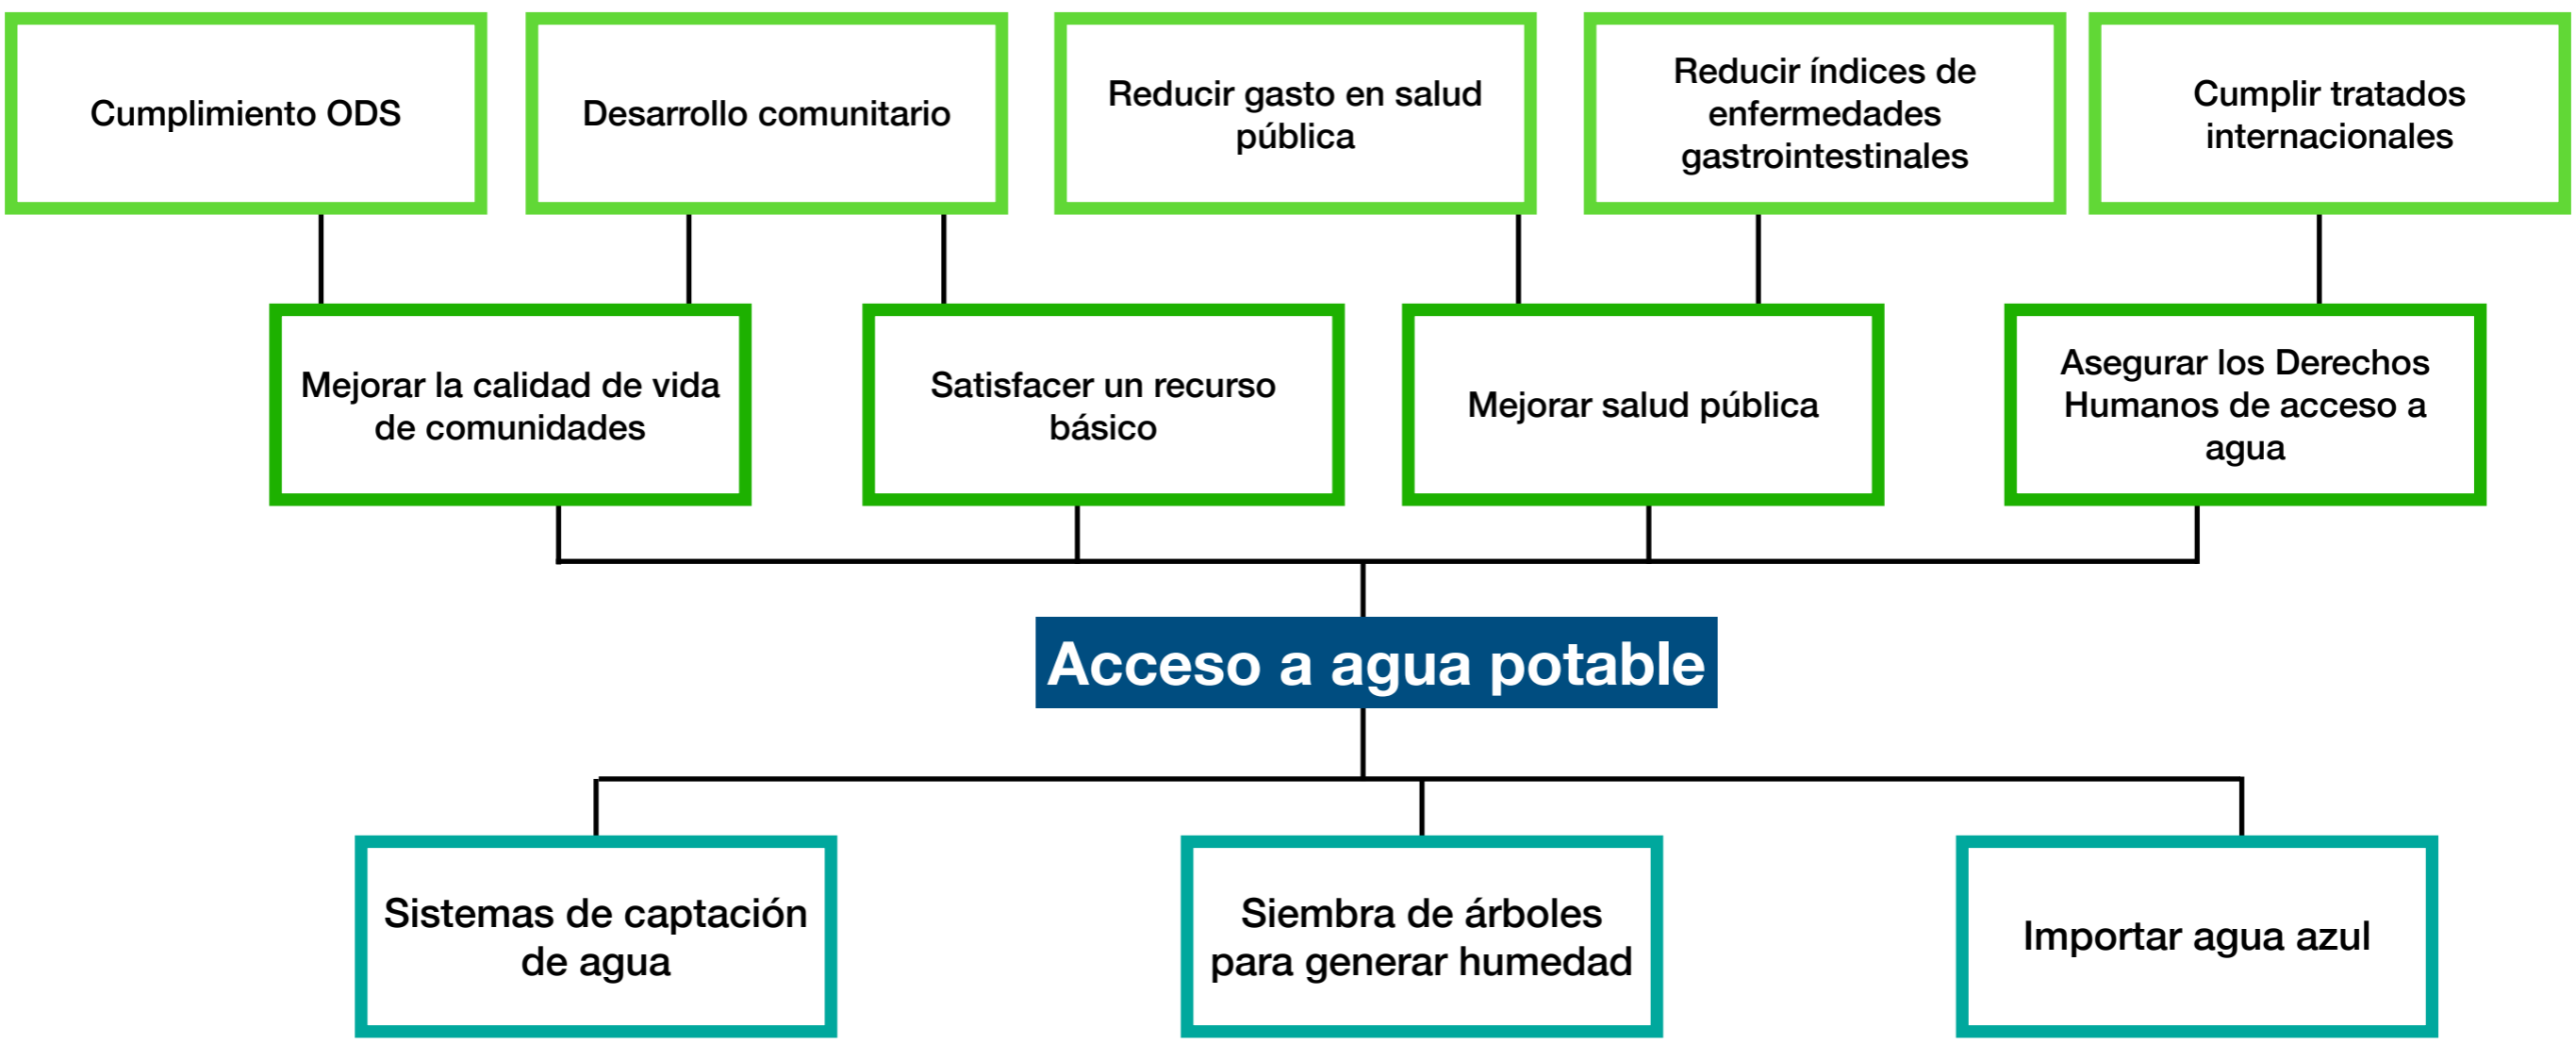 Cumplimiento ODS
Desarrollo comunitario
Reducir gasto en salud
pública
Reducir índices de
enfermedades
gastrointestinales
Cumplir tratados
internacionales
Mejorar la calidad de vida
de comunidades
Satisfacer un recurso
básico
Mejorar salud pública
Asegurar los Derechos
Humanos de acceso a
agua
Acceso a agua potable
Sistemas de captación
de agua
Siembra de árboles
para generar humedad
Importar agua azul